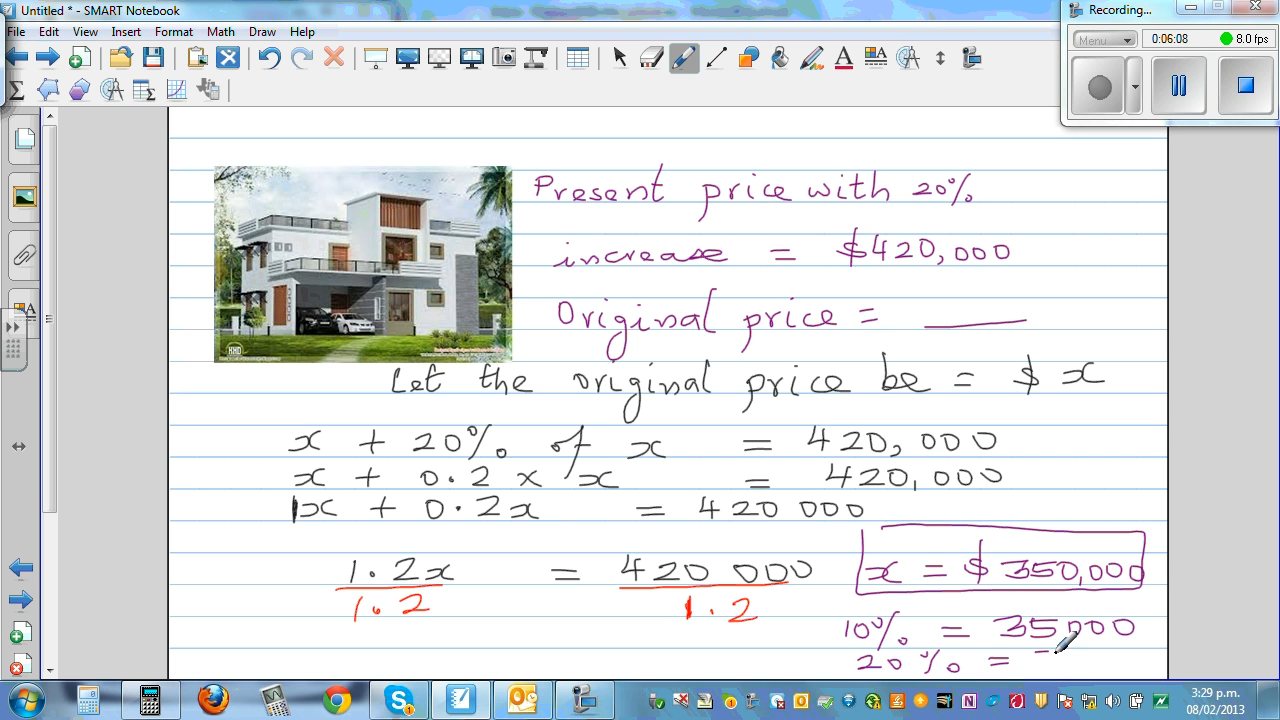 Untitled * - SMART Notebook
Recording...
File Edit View Insert Format Math Draw Help
Menu
0:06:08
8.0 fps
Present price with 20%
increase = $420,000
Original price = ______
Let the original price be = $ x
x + 20% of x = 420,000
x + 0.2 x x = 420,000
1x + 0.2x = 420 000
1.2x = 420 000
1.2 1.2
x = $350,000
10% = 35000
20% =
3:29 p.m.
08/02/2013